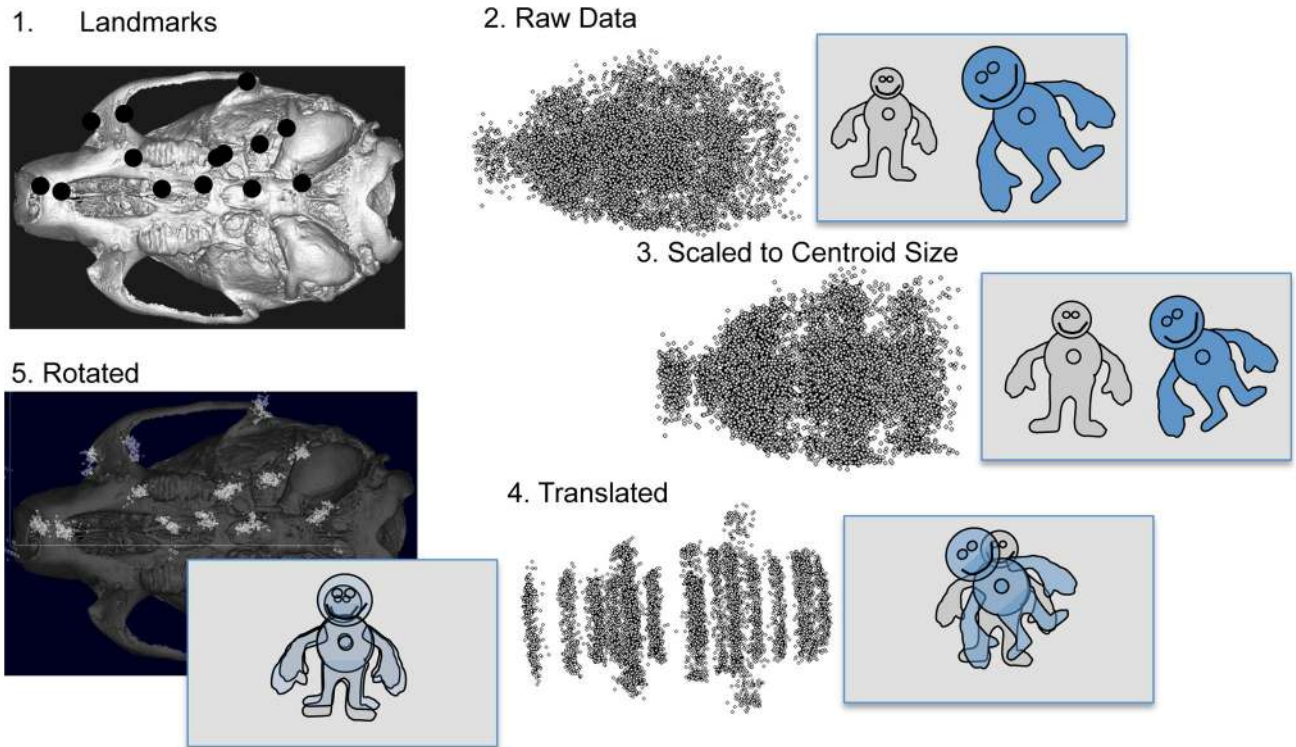 1. Landmarks
2. Raw Data
3. Scaled to Centroid Size
4. Translated
5. Rotated